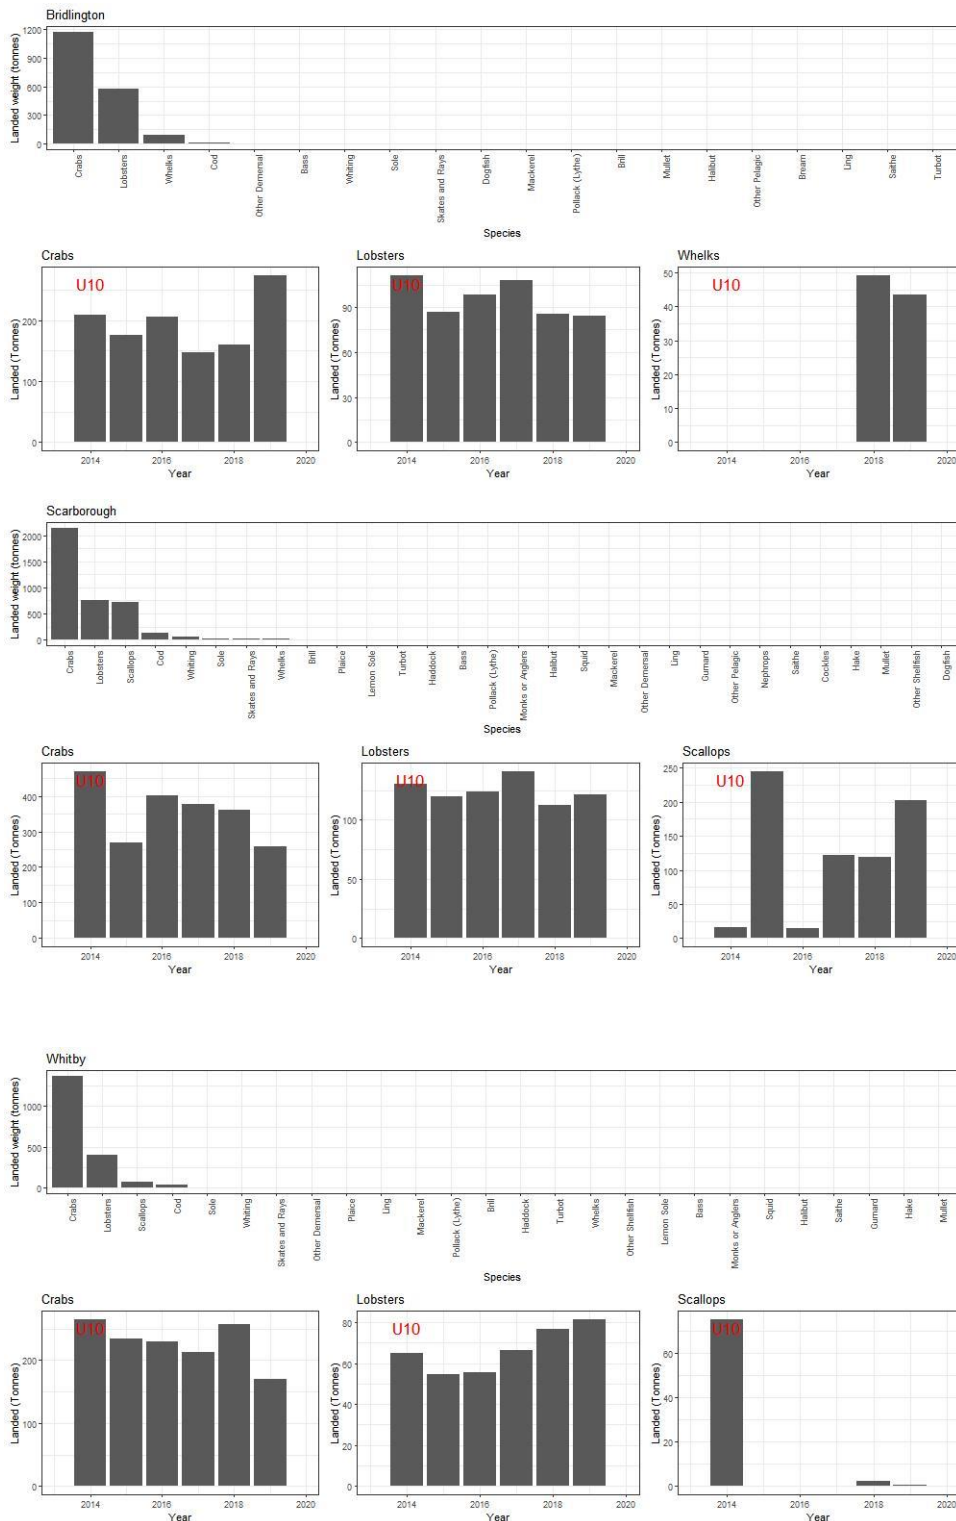 Bridlington
Landed weight (tonnes)
1200
900
600
300
0
Crabs
Lobsters
Whelks
Cod
Other Demersal
Bass
Whiting
Sole
Skates and Rays
Dogfish
Mackerel
Pollack (Lythe)
Brill
Mullet
Halibut
Other Pelagic
Bream
Ling
Saithe
Turbot
Species
Crabs
U10
Landed (Tonnes)
200
100
0
2014 2016 2018 2020
Year
Lobsters
U10
Landed (Tonnes)
90
60
30
0
2014 2016 2018 2020
Year
Whelks
U10
Landed (Tonnes)
50
40
30
20
10
0
2014 2016 2018 2020
Year
Scarborough
Landed weight (tonnes)
2000
1500
1000
500
0
Crabs
Lobsters
Scallops
Cod
Whiting
Sole
Skates and Rays
Whelks
Brill
Plaice
Lemon Sole
Turbot
Haddock
Bass
Pollack (Lythe)
Monks or Anglers
Halibut
Squid
Mackerel
Other Demersal
Ling
Gurnard
Other Pelagic
Nephrops
Saithe
Cockles
Hake
Mullet
Other Shellfish
Dogfish
Species
Crabs
U10
Landed (Tonnes)
400
300
200
100
0
2014 2016 2018 2020
Year
Lobsters
U10
Landed (Tonnes)
100
50
0
2014 2016 2018 2020
Year
Scallops
U10
Landed (Tonnes)
250
200
150
100
50
0
2014 2016 2018 2020
Year
Whitby
Landed weight (tonnes)
1000
500
0
Crabs
Lobsters
Scallops
Cod
Sole
Whiting
Skates and Rays
Other Demersal
Plaice
Ling
Mackerel
Pollack (Lythe)
Brill
Haddock
Turbot
Whelks
Other Shellfish
Lemon Sole
Bass
Monks or Anglers
Squid
Halibut
Saithe
Gurnard
Hake
Mullet
Species
Crabs
U10
Landed (Tonnes)
200
100
0
2014 2016 2018 2020
Year
Lobsters
U10
Landed (Tonnes)
80
60
40
20
0
2014 2016 2018 2020
Year
Scallops
U10
Landed (Tonnes)
60
40
20
0
2014 2016 2018 2020
Year